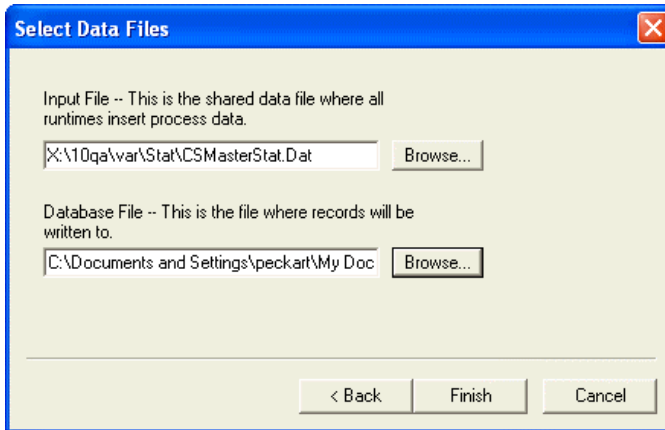 Select Data Files
Input File -- This is the shared data file where all
runtimes insert process data.
X:\10qa\var\Stat\CSMasterStat.Dat
Browse...
Database File -- This is the file where records will be
written to.
C:\Documents and Settings\peckart\My Doc
Browse...
< Back
Finish
Cancel